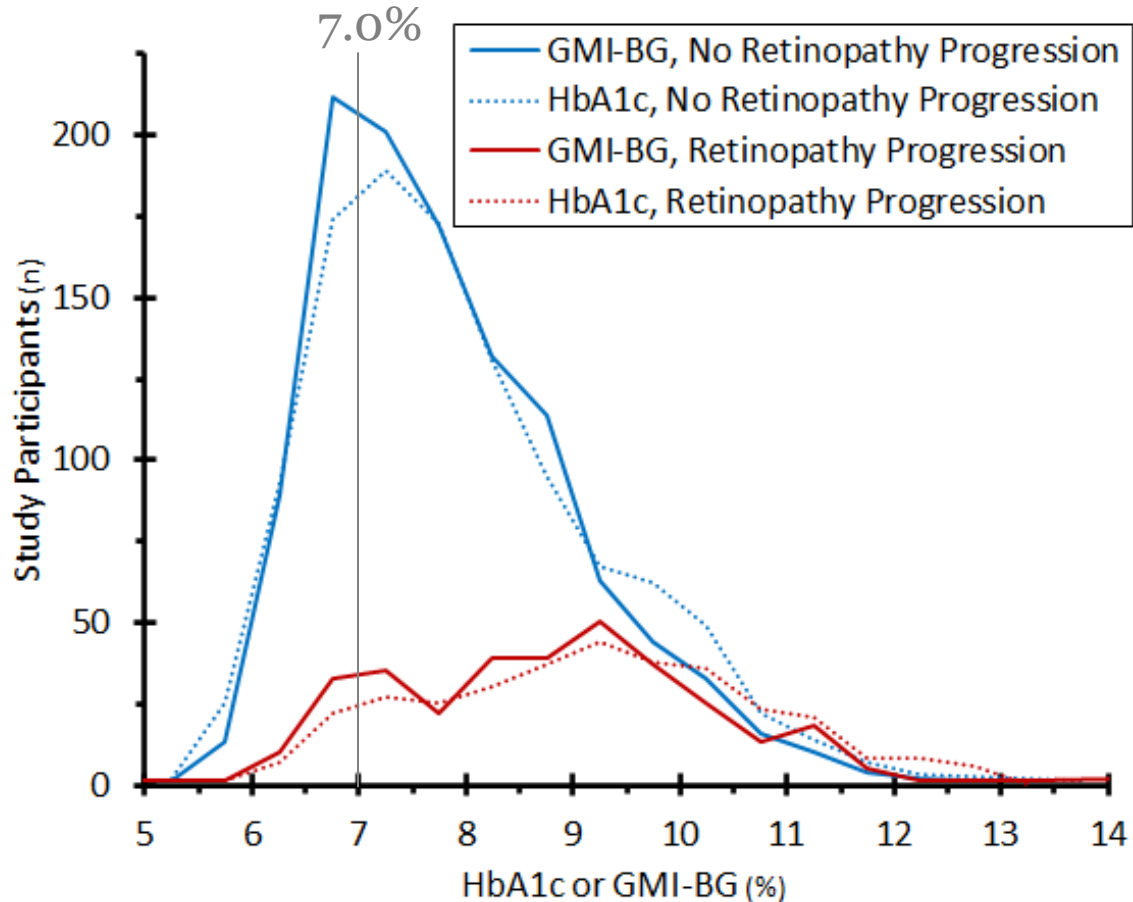 7.0%
GMI-BG, No Retinopathy Progression
HbA1c, No Retinopathy Progression
GMI-BG, Retinopathy Progression
HbA1c, Retinopathy Progression
200
150
100
50
0
Study Participants (n)
5 6 7 8 9 10 11 12 13 14
HbA1c or GMI-BG (%)